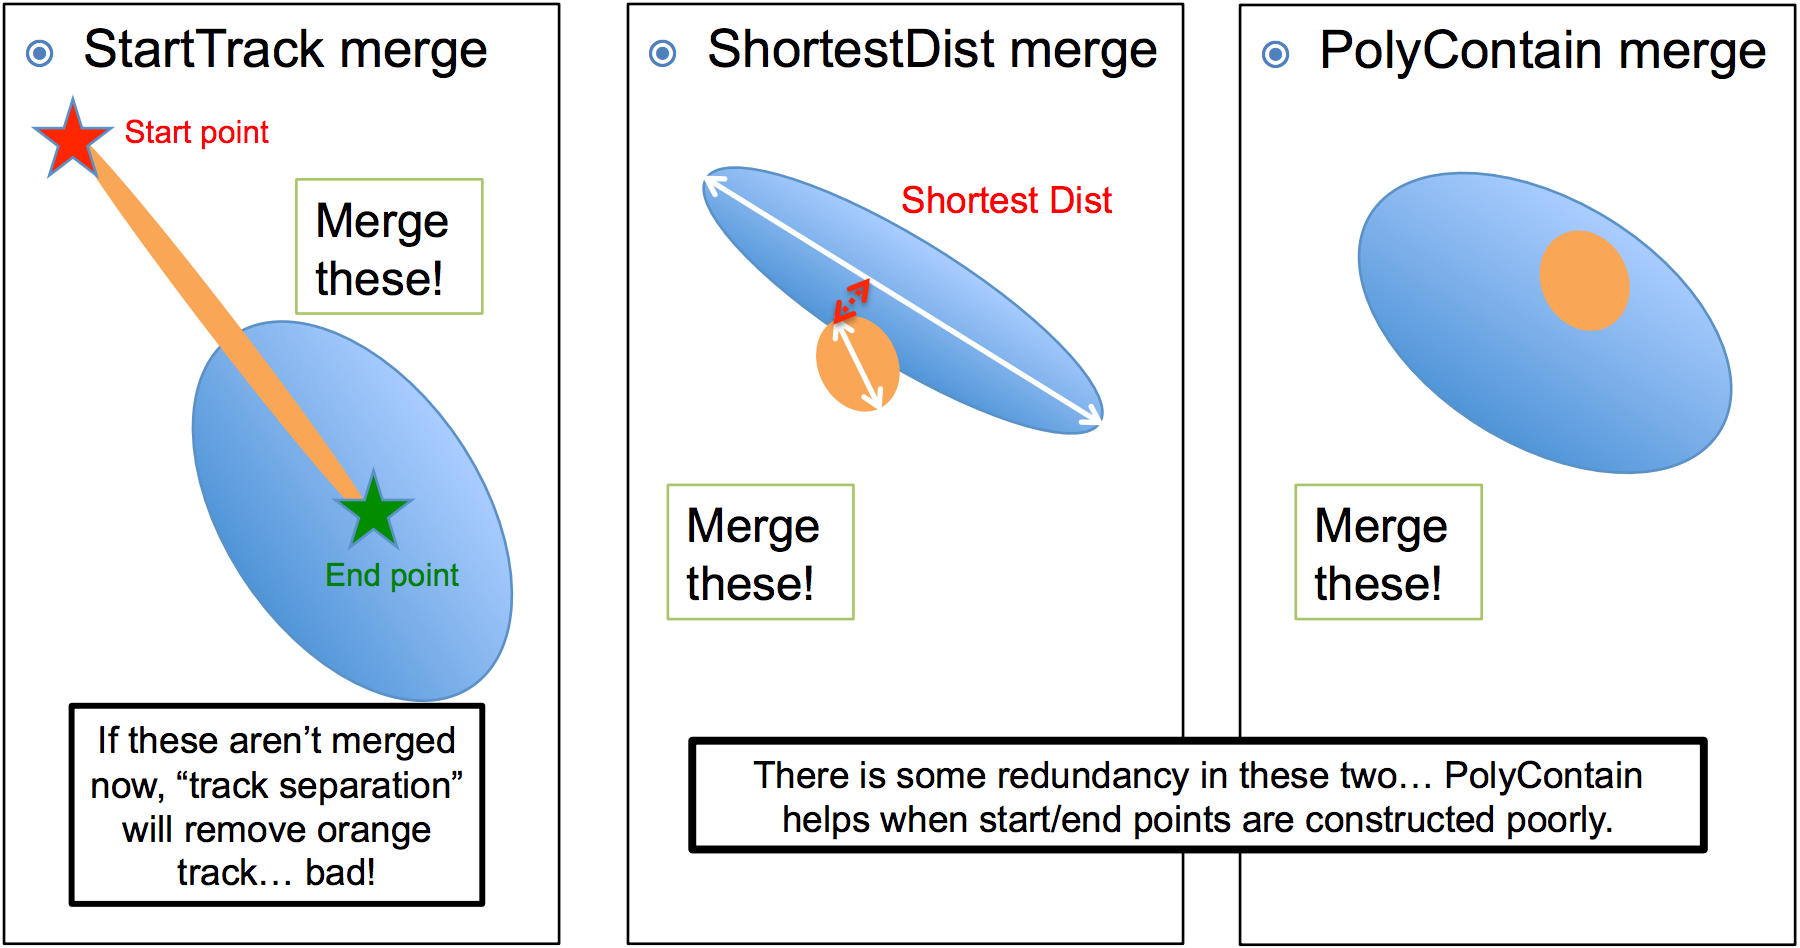 StartTrack merge
Start point
Merge
these!
End point
If these aren’t merged
now, “track separation”
will remove orange
track… bad!
ShortestDist merge
Shortest Dist
Merge
these!
PolyContain merge
Merge
these!
There is some redundancy in these two… PolyContain
helps when start/end points are constructed poorly.